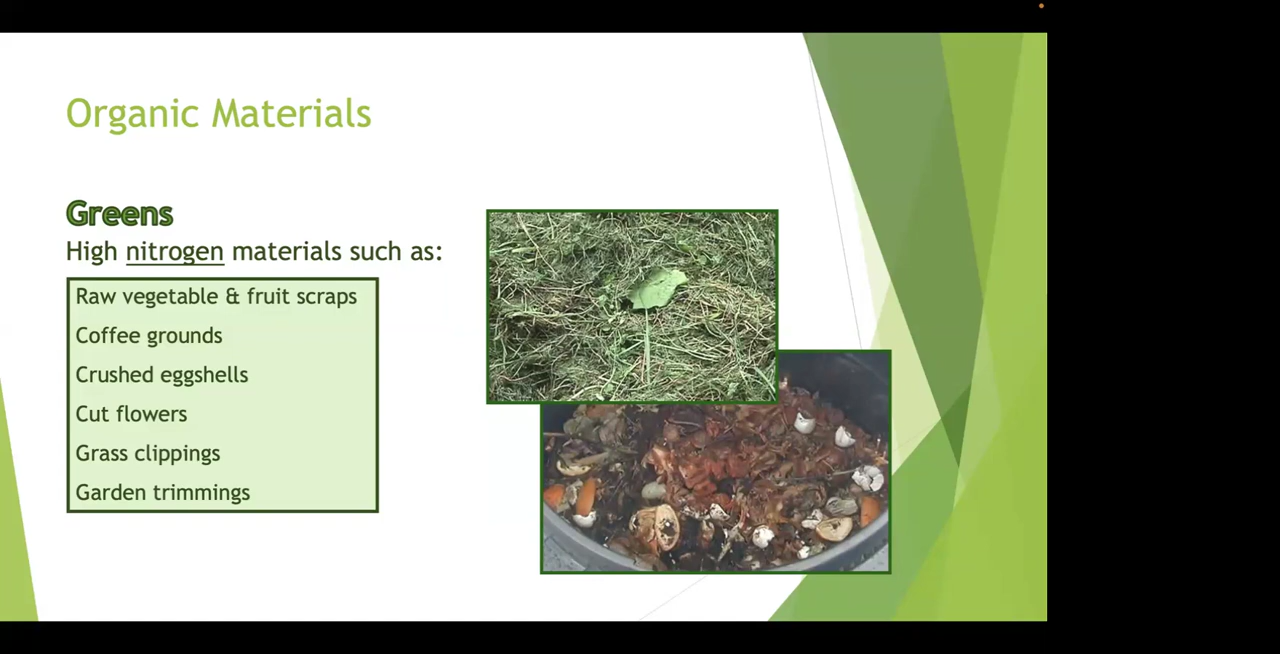 Organic Materials
Greens
High nitrogen materials such as:
Raw vegetable & fruit scraps
Coffee grounds
Crushed eggshells
Cut flowers
Grass clippings
Garden trimmings